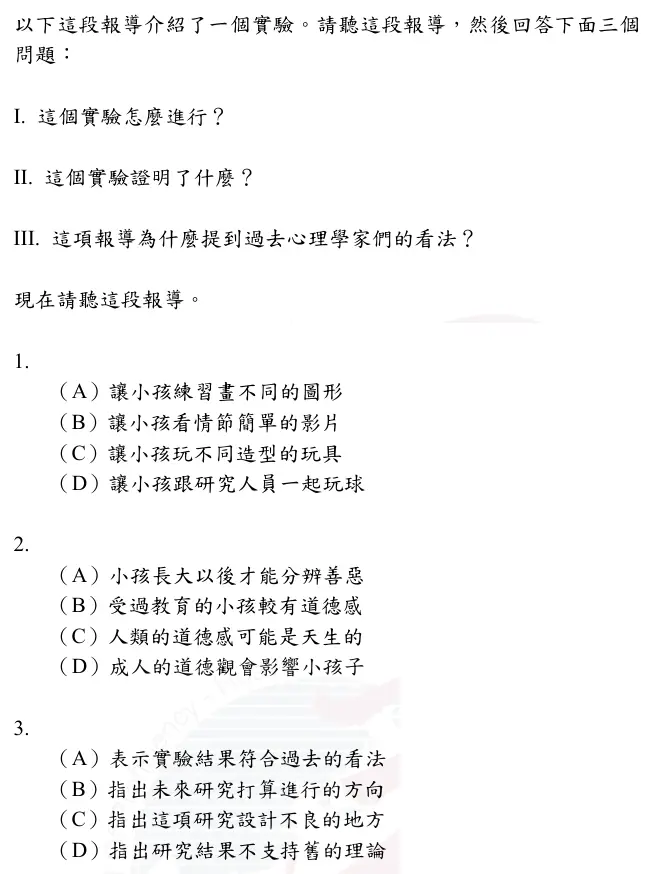 以下這段報導介紹了一個實驗。請聽這段報導，然後回答下面三個
問題：
I. 這個實驗怎麼進行？
II. 這個實驗證明了什麼？
III. 這項報導為什麼提到過去心理學家們的看法？
現在請聽這段報導。
1.
（A）讓小孩練習畫不同的圖形
（B）讓小孩看情節簡單的影片
（C）讓小孩玩不同造型的玩具
（D）讓小孩跟研究人員一起玩球
2.
（A）小孩長大以後才能分辨善惡
（B）受過教育的小孩較有道德感
（C）人類的道德感可能是天生的
（D）成人的道德觀會影響小孩子
3.
（A）表示實驗結果符合過去的看法
（B）指出未來研究打算進行的方向
（C）指出這項研究設計不良的地方
（D）指出研究結果不支持舊的理論